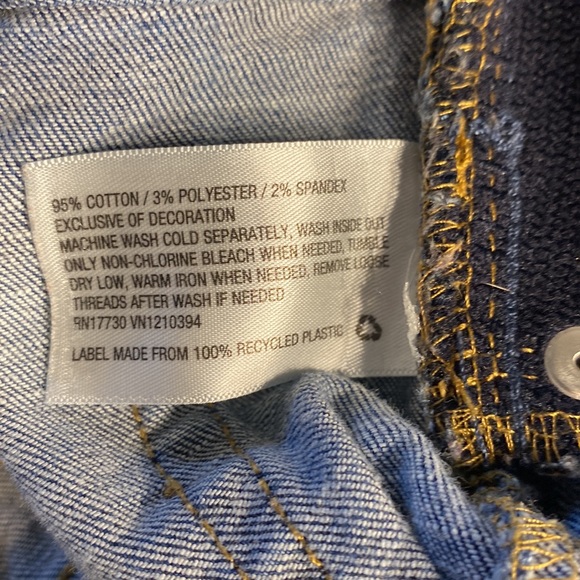 95% COTTON / 3% POLYESTER / 2% SPANDEX
EXCLUSIVE OF DECORATION
MACHINE WASH COLD SEPARATELY, WASH INSIDE OUT,
ONLY NON-CHLORINE BLEACH WHEN NEEDED, TUMBLE
DRY LOW, WARM IRON WHEN NEEDED, REMOVE LOOSE
THREADS AFTER WASH IF NEEDED
RN17730 VN1210394
LABEL MADE FROM 100% RECYCLED PLASTIC